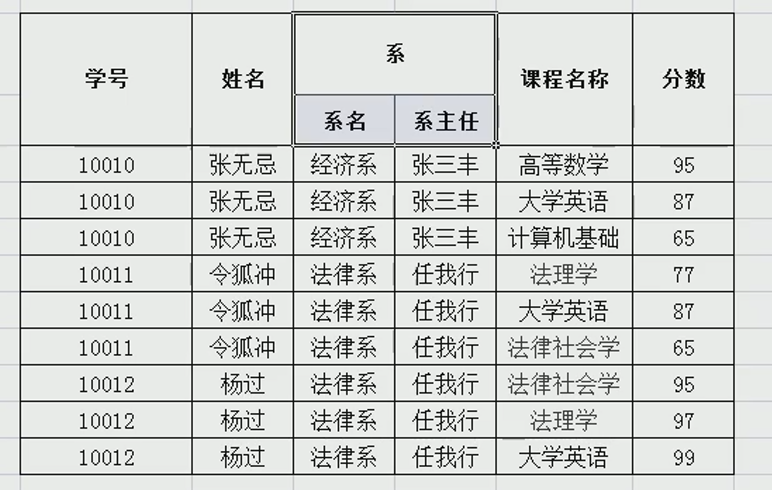 学号 姓名 系 课程名称 分数
系名 系主任
10010 张无忌 经济系 张三丰 高等数学 95
10010 张无忌 经济系 张三丰 大学英语 87
10010 张无忌 经济系 张三丰 计算机基础 65
10011 令狐冲 法律系 任我行 法理学 77
10011 令狐冲 法律系 任我行 大学英语 87
10011 令狐冲 法律系 任我行 法律社会学 65
10012 杨过 法律系 任我行 法律社会学 95
10012 杨过 法律系 任我行 法理学 97
10012 杨过 法律系 任我行 大学英语 99